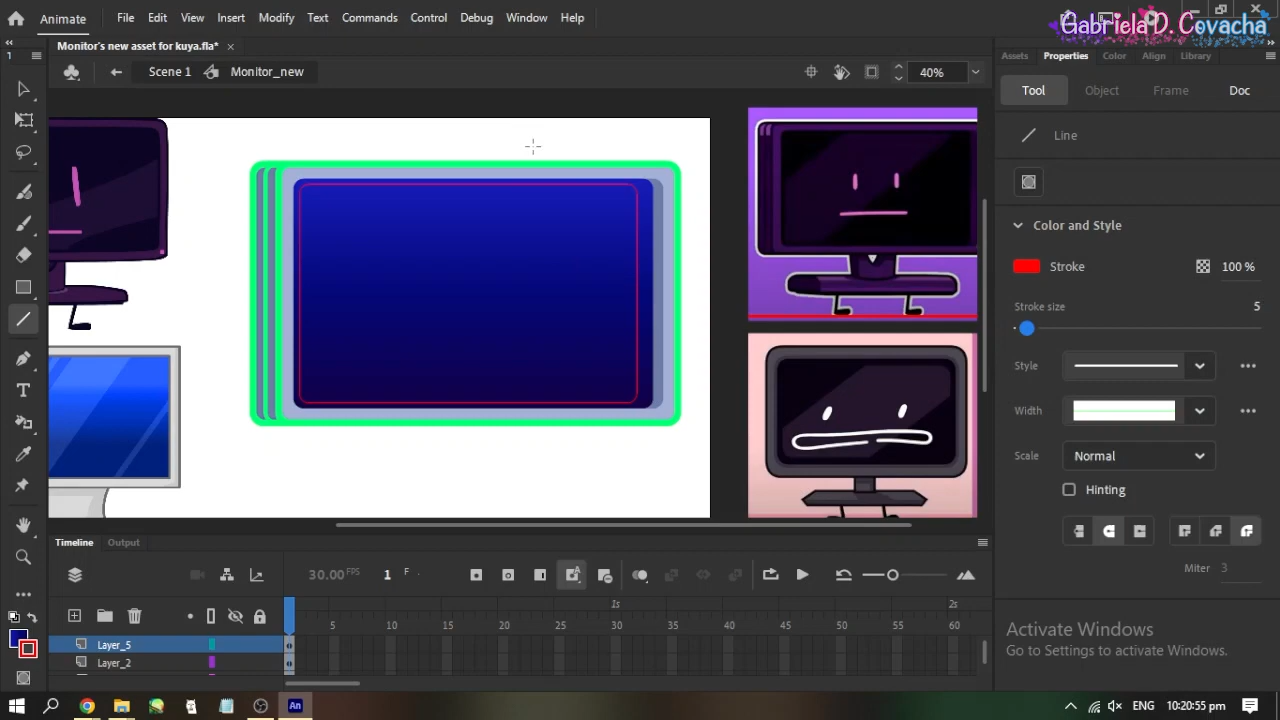 Animate
File
Edit
View
Insert
Modify
Text
Commands
Control
Debug
Window
Help
Gabriela D. Covacha
1
Monitor's new asset for kuya.fla* ×
Scene 1
Monitor_new
40%
Assets
Properties
Color
Align
Library
Tool
Object
Frame
Doc
Line
Color and Style
Stroke
100 %
Stroke size
5
Style
Width
Scale
Normal
Hinting
Miter
3
Timeline
Output
30.00 FPS
1 F
1s
2s
5
10
15
20
25
30
35
40
45
50
55
60
Layer_5
Layer_2
Activate Windows
Go to Settings to activate Windows.
An
ENG
10:20:55 PM